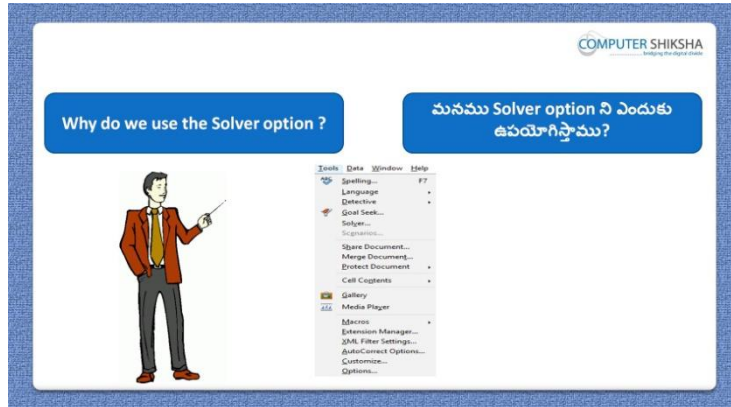 COMPUTER SHIKSHA
Bridging the digital divide
Why do we use the Solver option ?
మనము Solver option ని ఎందుకు
ఉపయోగిస్తాము?
Tools Data Window Help
Spelling... F7
Language
Detective
Goal Seek...
Solver...
Scenarios...
Share Document...
Merge Document...
Protect Document
Cell Contents
Gallery
Media Player
Macros
Extension Manager...
XML Filter Settings...
AutoCorrect Options...
Customize...
Options...